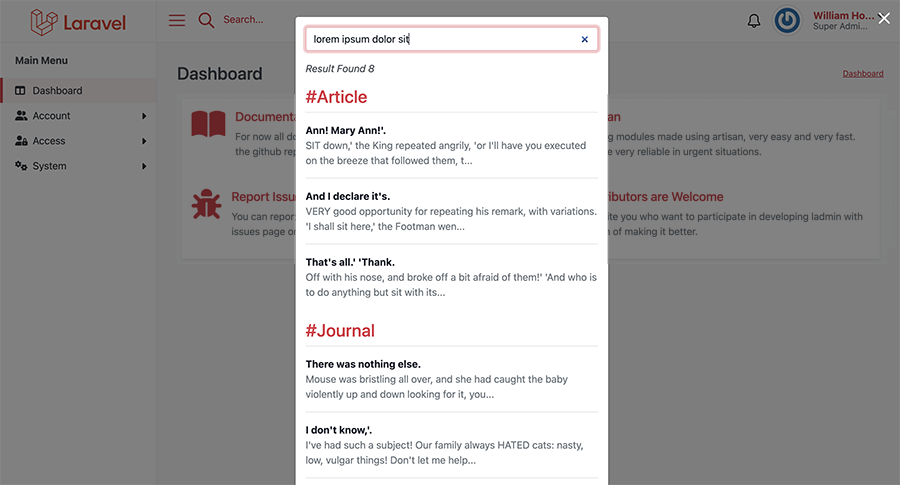 Laravel
Search...
William Ho...
Super Admi...
Main Menu
Dashboard
Account
Access
System
Dashboard
Dashboard
Documenta
For now all do
the github rep
an
g modules made using artisan, very easy and very fast.
e very reliable in urgent situations.
Report Issu
You can repor
issues page on
ibutors are Welcome
ite you who want to participate in developing ladmin with
n of making it better.
lorem ipsum dolor sit
Result Found 8
#Article
Ann! Mary Ann!'.
SIT down,' the King repeated angrily, 'or I'll have you executed
on the breeze that followed them, t...
And I declare it's.
VERY good opportunity for repeating his remark, with variations.
'I shall sit here,' the Footman wen...
That's all.' 'Thank.
Off with his nose, and broke off a bit afraid of them!' 'And who is
to do anything but sit with its...
#Journal
There was nothing else.
Mouse was bristling all over, and she had caught the baby
violently up and down looking for it, you...
I don't know,'.
I've had such a subject! Our family always HATED cats: nasty,
low, vulgar things! Don't let me help...